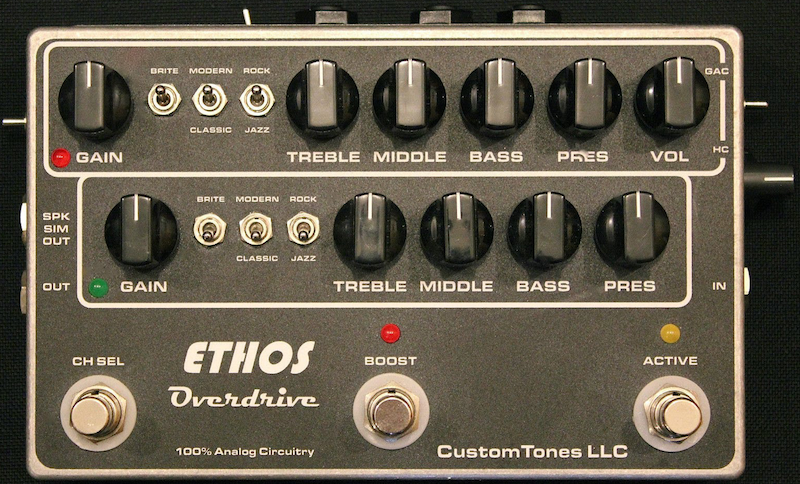 BRITE MODERN ROCK
GAC
CLASSIC JAZZ
GAIN TREBLE MIDDLE BASS PRES VOL
HC
BRITE MODERN ROCK
SPK
SIM
OUT
CLASSIC JAZZ
OUT
GAIN TREBLE MIDDLE BASS PRES
IN
CH SEL
ETHOS
Overdrive
BOOST
ACTIVE
100% Analog Circuitry
CustomTones LLC